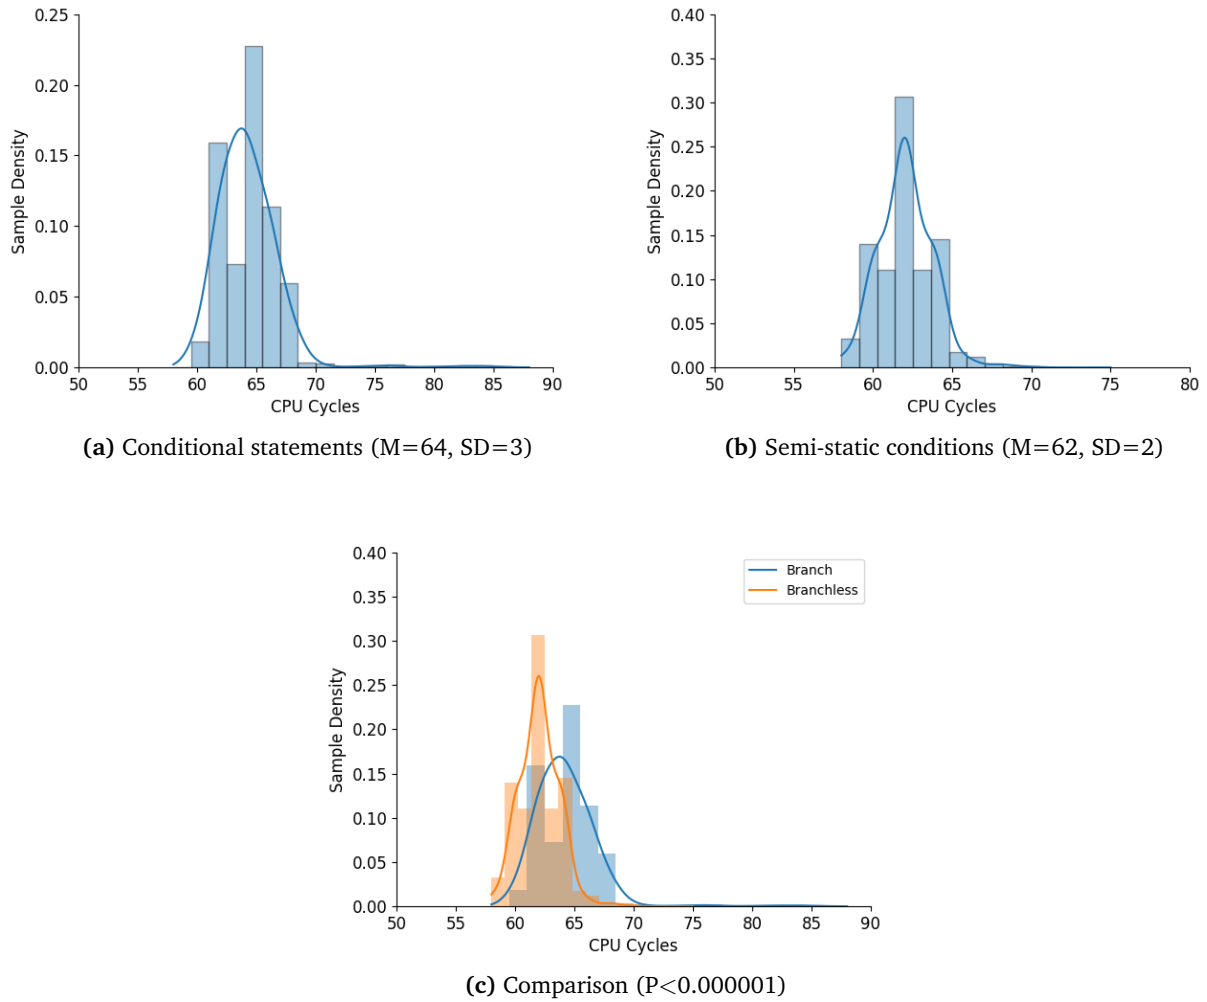 0.25
0.20
0.15
0.10
0.05
0.00
Sample Density
50 55 60 65 70 75 80 85 90
CPU Cycles
(a) Conditional statements (M=64, SD=3)
0.40
0.35
0.30
0.25
0.20
0.15
0.10
0.05
0.00
Sample Density
50 55 60 65 70 75 80
CPU Cycles
(b) Semi-static conditions (M=62, SD=2)
0.40
0.35
0.30
0.25
0.20
0.15
0.10
0.05
0.00
Sample Density
Branch
Branchless
50 55 60 65 70 75 80 85 90
CPU Cycles
(c) Comparison (P<0.000001)